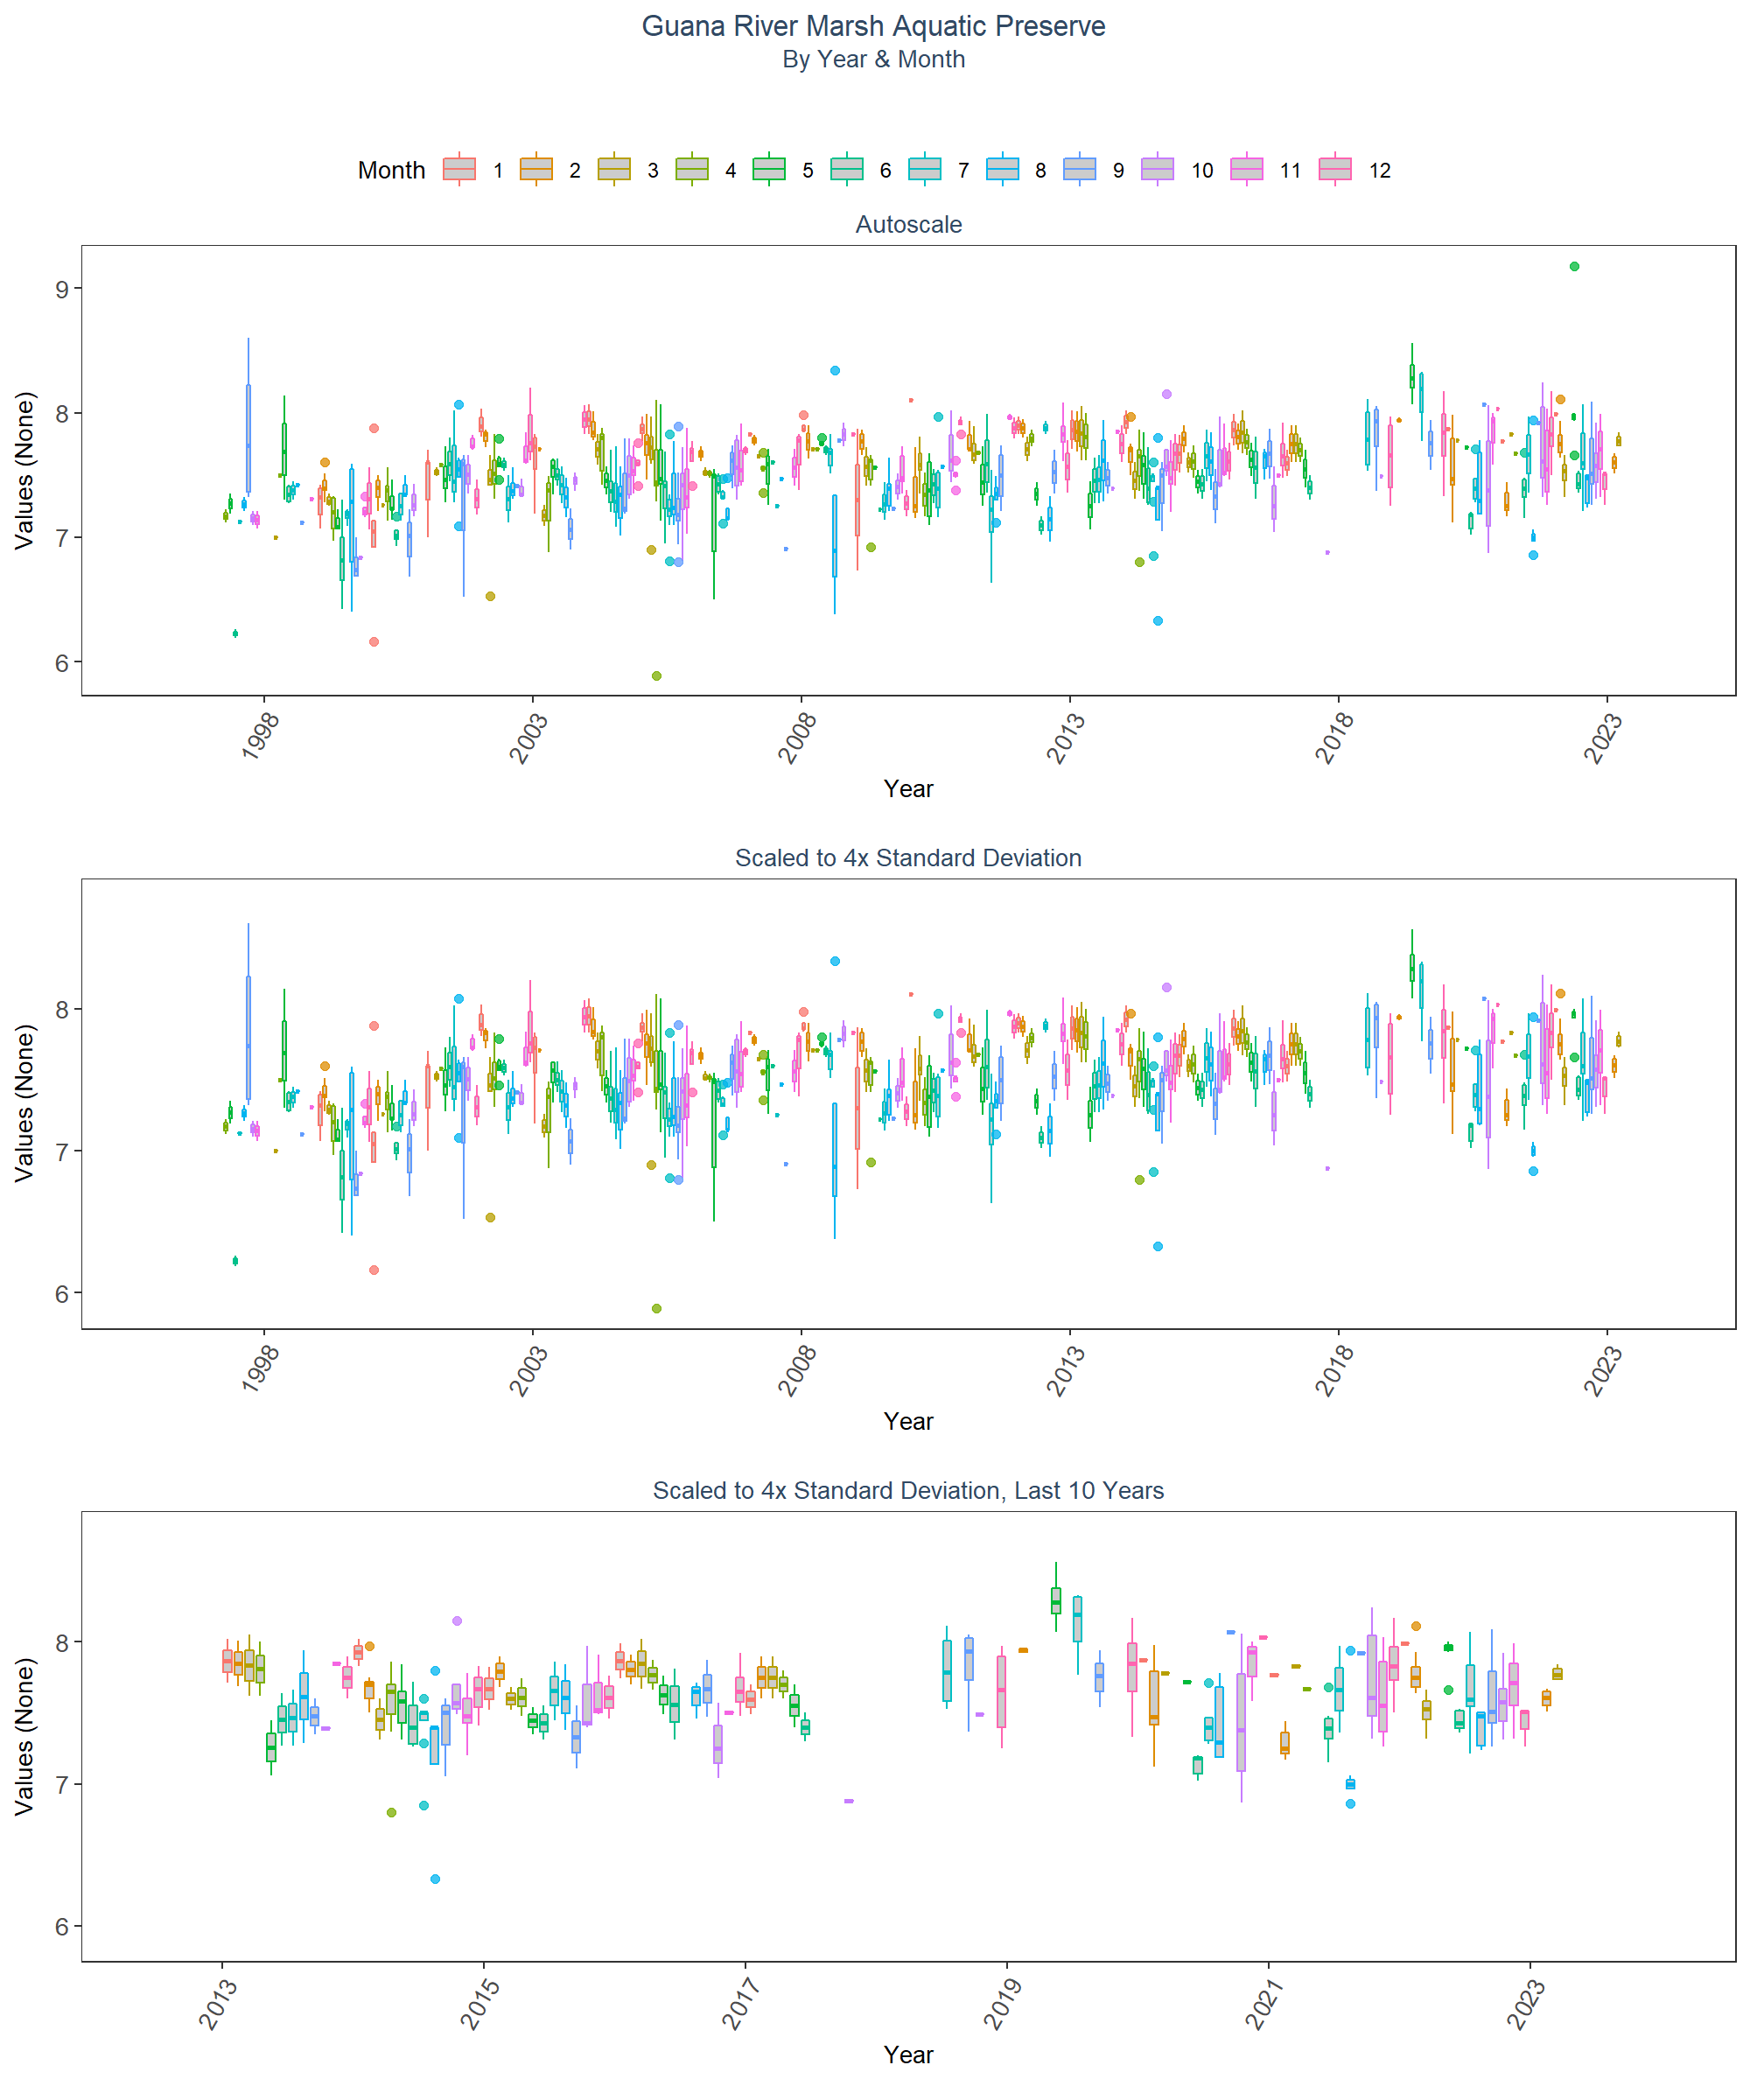 Guana River Marsh Aquatic Preserve
By Year & Month
Month 1 2 3 4 5 6 7 8 9 10 11 12
Autoscale
Values (None)
9
8
7
6
1998 2003 2008 2013 2018 2023
Year
Scaled to 4x Standard Deviation
Values (None)
8
7
6
1998 2003 2008 2013 2018 2023
Year
Scaled to 4x Standard Deviation, Last 10 Years
Values (None)
8
7
6
2013 2015 2017 2019 2021 2023
Year